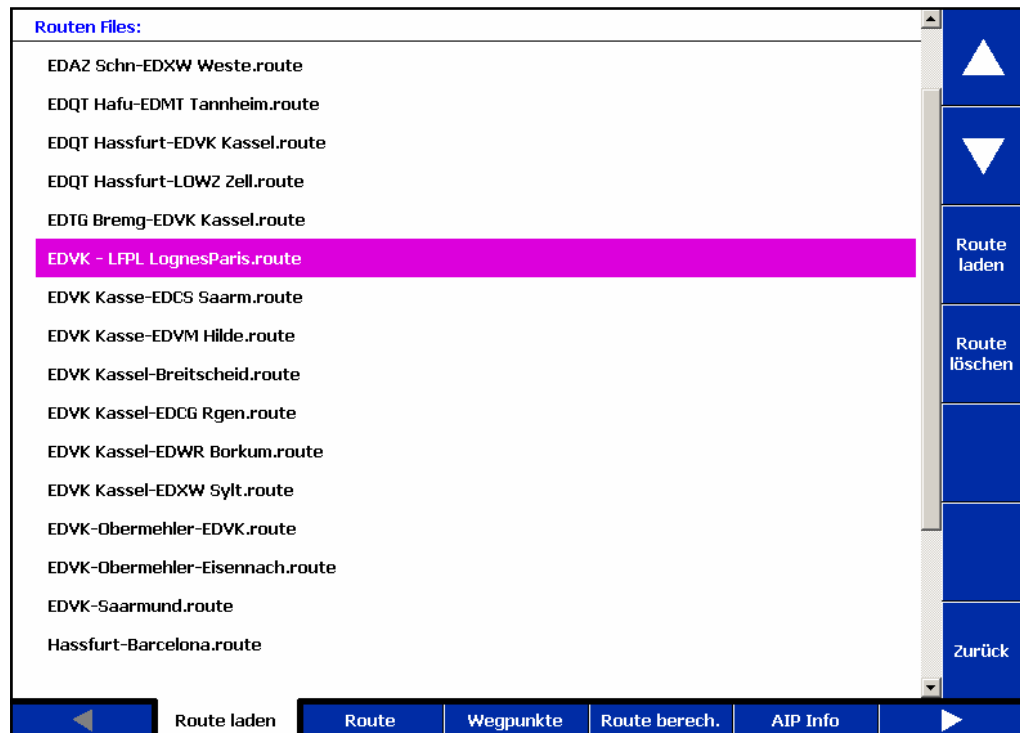 Routen Files:
EDAZ Schn-EDXW Weste.route
EDQT Hafu-EDMT Tannheim.route
EDQT Hassfurt-EDVK Kassel.route
EDQT Hassfurt-LOWZ Zell.route
EDTG Bremg-EDVK Kassel.route
EDVK - LFPL LognesParis.route
EDVK Kasse-EDCS Saarm.route
EDVK Kasse-EDVM Hilde.route
EDVK Kassel-Breitscheid.route
EDVK Kassel-EDCG Rgen.route
EDVK Kassel-EDWR Borkum.route
EDVK Kassel-EDXW Sylt.route
EDVK-Obermehler-EDVK.route
EDVK-Obermehler-Eisennach.route
EDVK-Saarmund.route
Hassfurt-Barcelona.route
Route
laden
Route
löschen
Zurück
Route laden
Route
Wegpunkte
Route berech.
AIP Info